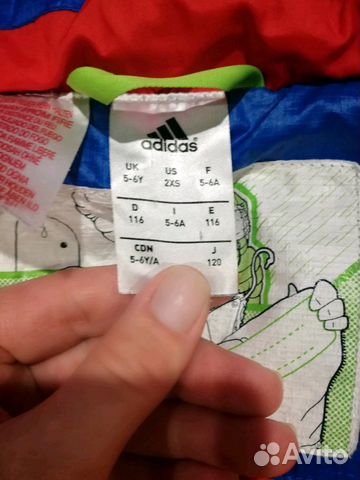 adidas
UK US F
5-6Y 2XS 5-6A
D I E
116 5-6A 116
CDN J
5-6Y/A 120
Avito